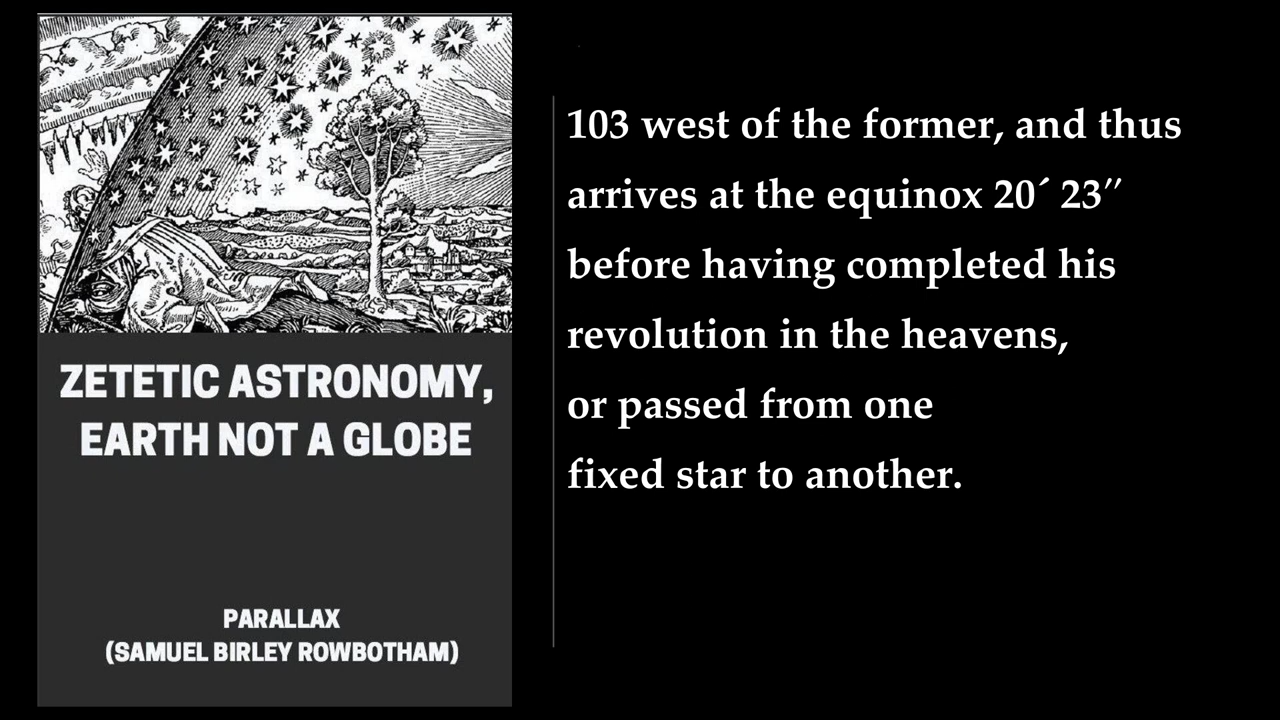 ZETETIC ASTRONOMY,
EARTH NOT A GLOBE
PARALLAX
(SAMUEL BIRLEY ROWBOTHAM)
103 west of the former, and thus
arrives at the equinox 20´ 23″
before having completed his
revolution in the heavens,
or passed from one
fixed star to another.